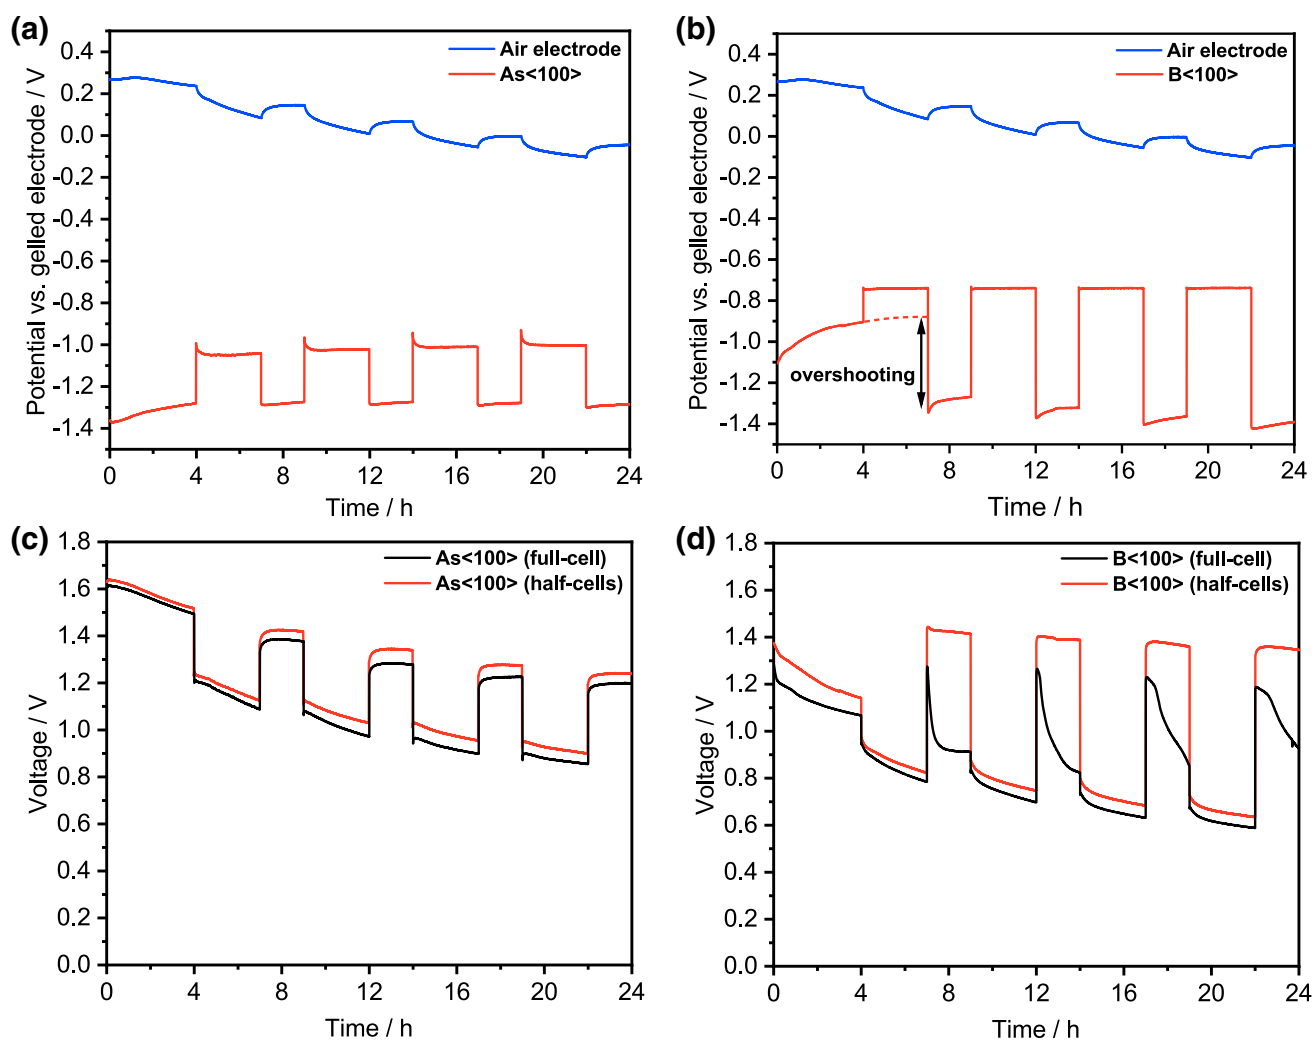 (a)
Potential vs. gelled electrode / V
0.4
0.2
0.0
-0.2
-0.4
-0.6
-0.8
-1.0
-1.2
-1.4
Air electrode
As<100>
0 4 8 12 16 20 24
Time / h
(b)
Potential vs. gelled electrode / V
0.4
0.2
0.0
-0.2
-0.4
-0.6
-0.8
-1.0
-1.2
-1.4
Air electrode
B<100>
overshooting
0 4 8 12 16 20 24
Time / h
(c)
Voltage / V
1.8
1.6
1.4
1.2
1.0
0.8
0.6
0.4
0.2
0.0
As<100> (full-cell)
As<100> (half-cells)
0 4 8 12 16 20 24
Time / h
(d)
Voltage / V
1.8
1.6
1.4
1.2
1.0
0.8
0.6
0.4
0.2
0.0
B<100> (full-cell)
B<100> (half-cells)
0 4 8 12 16 20 24
Time / h